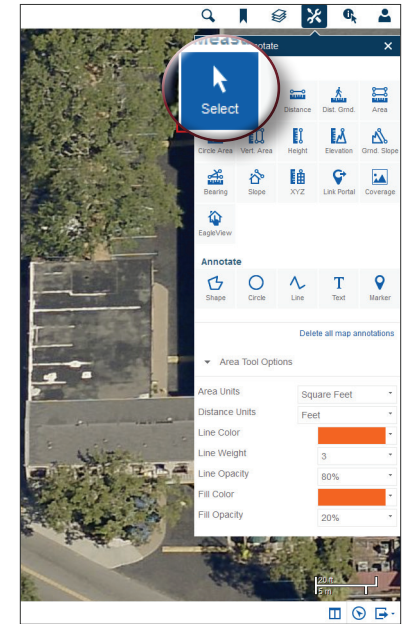 Measu
otate
Select
Distance Dist. Grnd. Area
Circle Area Vert. Area Height Elevation Grnd. Slope
Bearing Slope XYZ Link Portal Coverage
EagleView
Annotate
Shape Circle Line Text Marker
Delete all map annotations
Area Tool Options
Area Units Square Feet
Distance Units Feet
Line Color
Line Weight 3
Line Opacity 80%
Fill Color
Fill Opacity 20%
20 ft
5 m